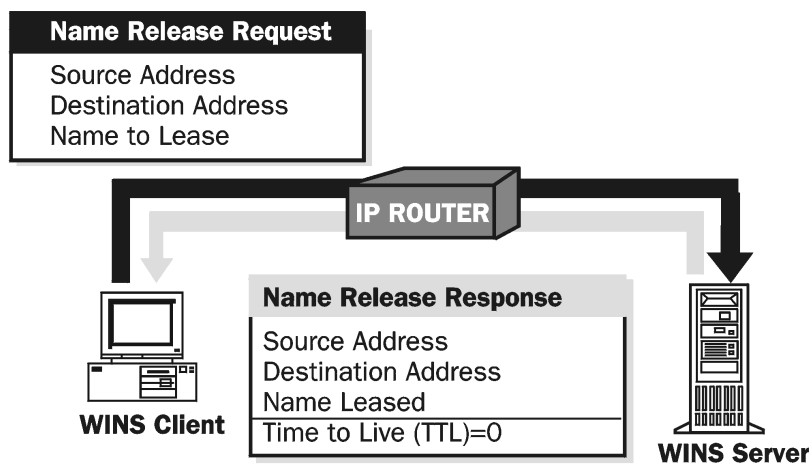 Name Release Request
Source Address
Destination Address
Name to Lease
IP ROUTER
Name Release Response
Source Address
Destination Address
Name Leased
Time to Live (TTL)=0
WINS Client
WINS Server